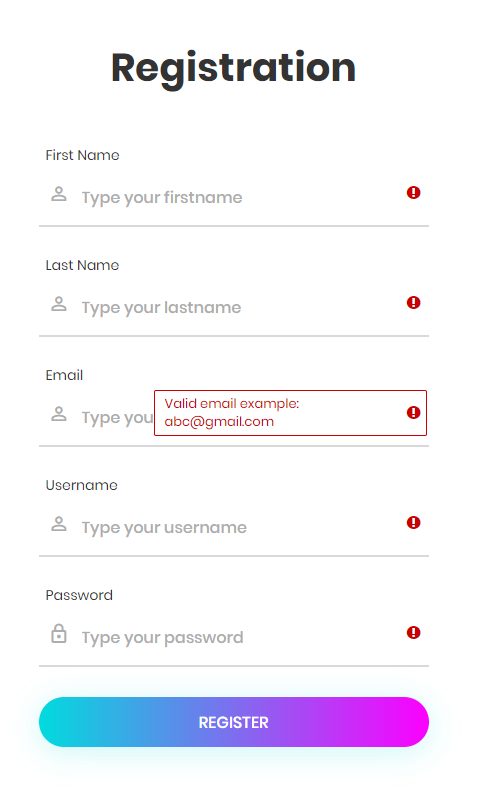 Registration
First Name
Type your firstname
Last Name
Type your lastname
Email
Type you
Valid email example:
abc@gmail.com
Username
Type your username
Password
Type your password
REGISTER